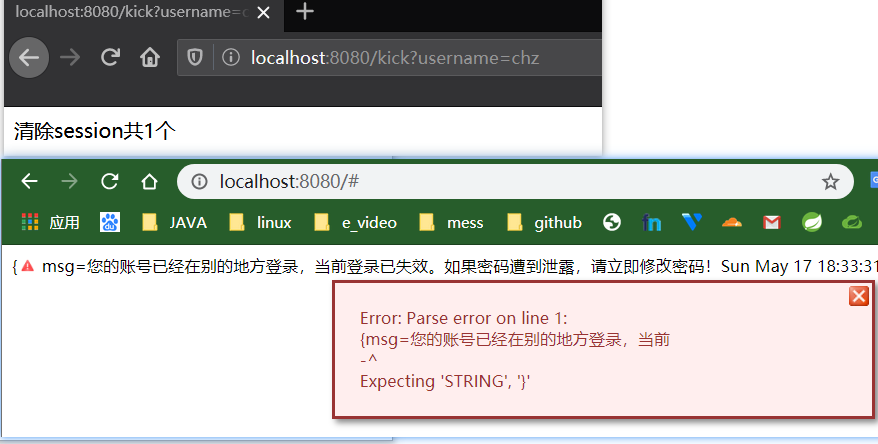 localhost:8080/kick?username=c
localhost:8080/kick?username=chz
清除session共1个
localhost:8080/#
应用 JAVA linux e_video mess github
{ msg=您的账号已经在别的地方登录，当前登录已失效。如果密码遭到泄露，请立即修改密码！Sun May 17 18:33:31
Error: Parse error on line 1:
{msg=您的账号已经在别的地方登录，当前
-^
Expecting 'STRING', '}'